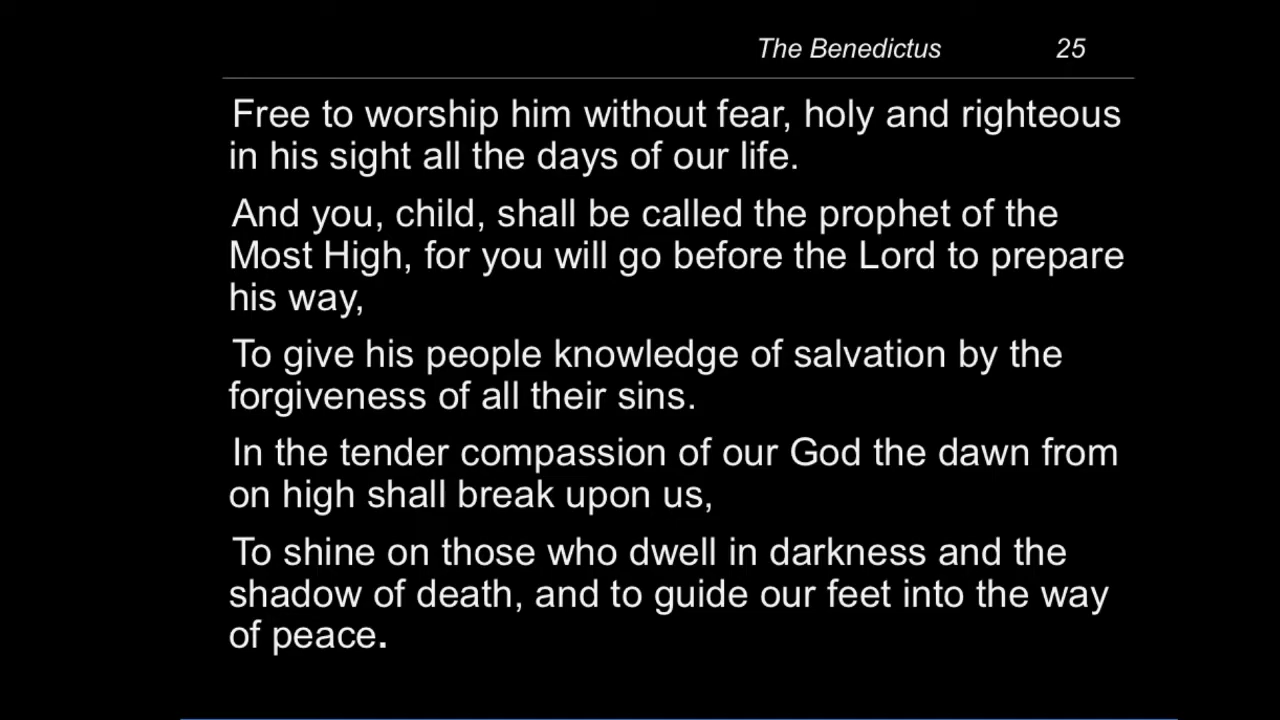 The Benedictus 25
Free to worship him without fear, holy and righteous
in his sight all the days of our life.
And you, child, shall be called the prophet of the
Most High, for you will go before the Lord to prepare
his way,
To give his people knowledge of salvation by the
forgiveness of all their sins.
In the tender compassion of our God the dawn from
on high shall break upon us,
To shine on those who dwell in darkness and the
shadow of death, and to guide our feet into the way
of peace.